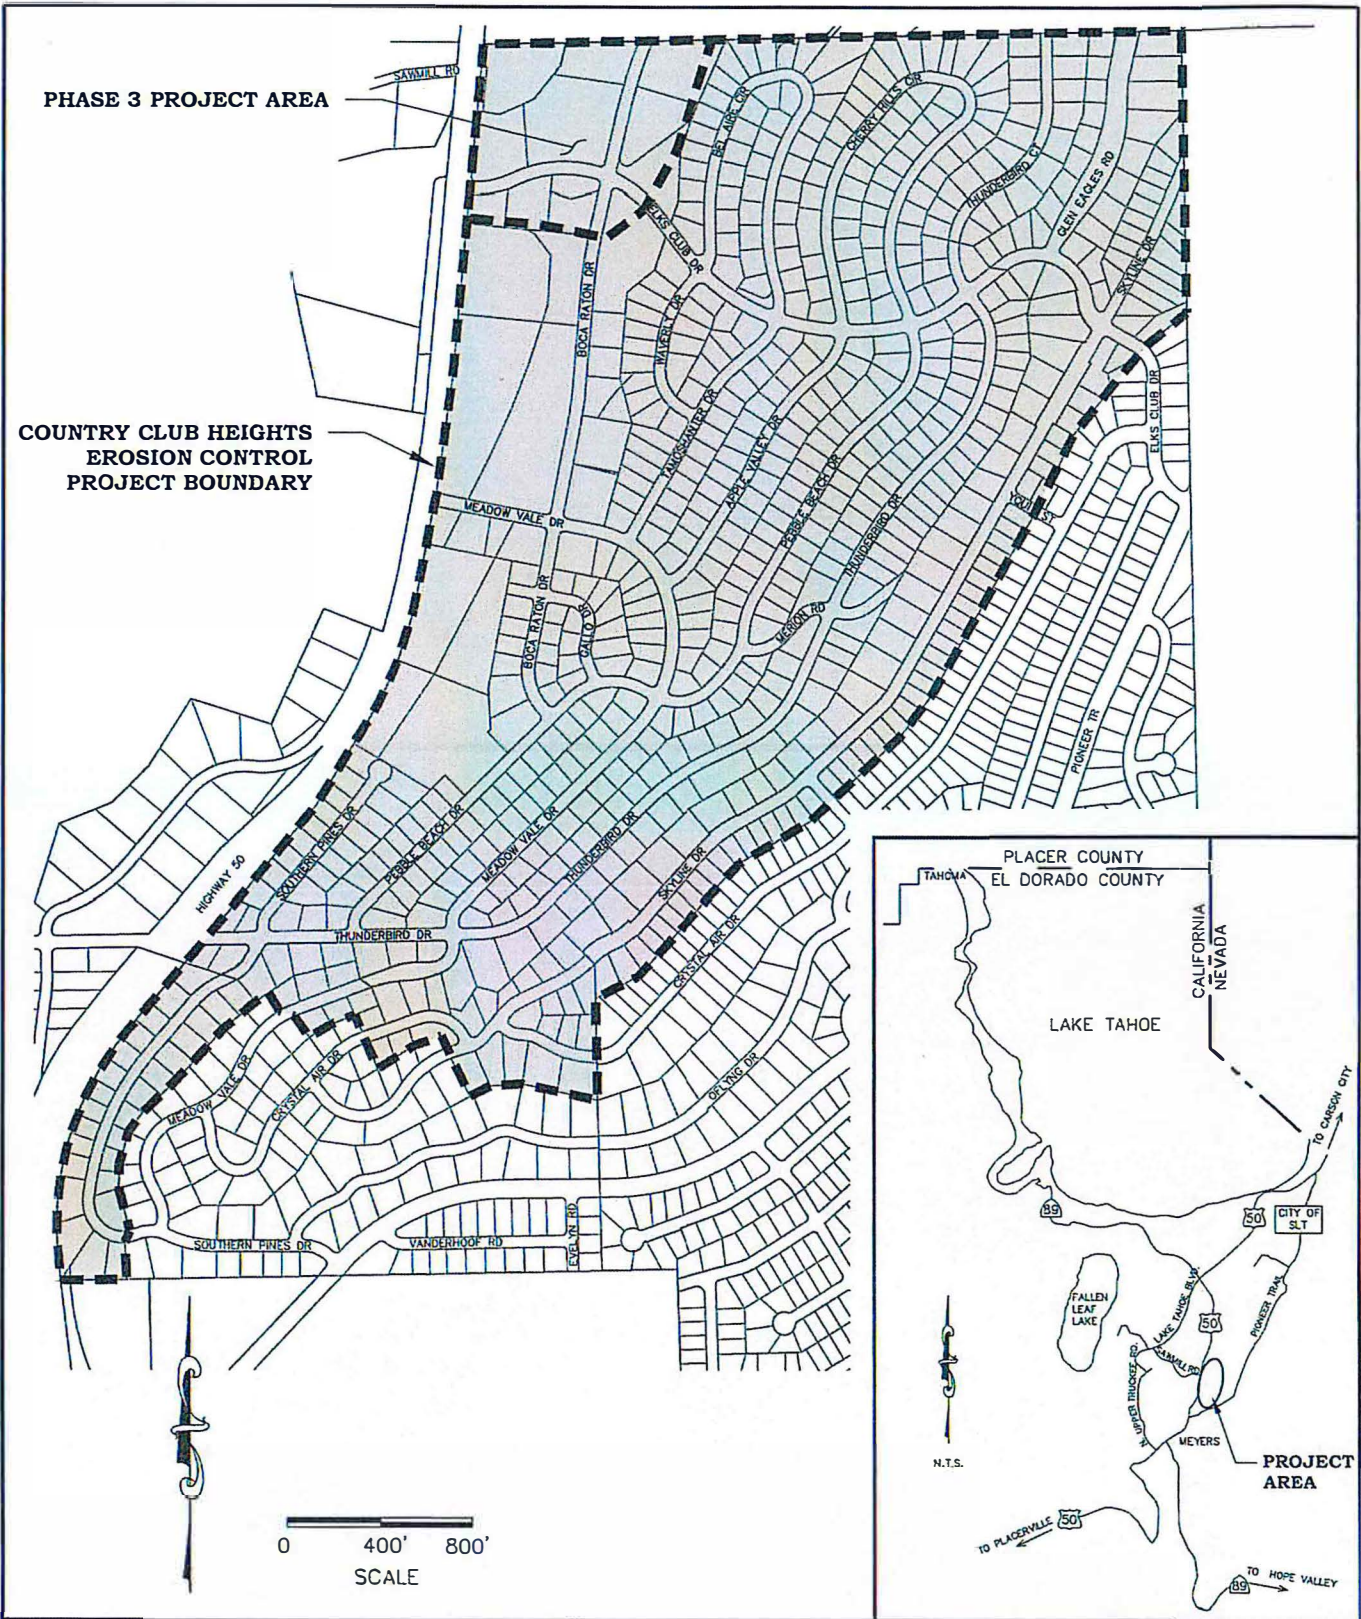 SAWMILL RD
PHASE 3 PROJECT AREA
BEL AIRE CIR
CHERRY HILLS CIR
THUNDERBIRD CT
GLEN EAGLES RD
SKYLINE DR
ELKS CLUB DR
BOCA RATON DR
WAVERLY DR
ELKS CLUB DR
COUNTRY CLUB HEIGHTS
EROSION CONTROL
PROJECT BOUNDARY
TAMOSHANTER DR
APPLE VALLEY DR
PEBBLE BEACH DR
THUNDERBIRD DR
MEADOW VALE DR
BOCA RATON DR
GALLO DR
MERION RD
PIONEER TR
HIGHWAY 50
SOUTHERN PINES DR
PEBBLE BEACH DR
MEADOW VALE DR
THUNDERBIRD DR
SKYLINE DR
THUNDERBIRD DR
CRYSTAL AIR DR
MEADOW VALE DR
CRYSTAL AIR DR
OFLYNG DR
SOUTHERN PINES DR
VANDERHOOF RD
EVELYN RD
0 400' 800'
SCALE
PLACER COUNTY
TAHOMA
EL DORADO COUNTY
CALIFORNIA
NEVADA
LAKE TAHOE
TO CARSON CITY
89
50
CITY OF
SLT
FALLEN
LEAF
LAKE
LAKE TAHOE BLVD.
50
PIONEER TRAIL
SAWMILL RD
N. UPPER TRUCKEE RD.
MEYERS
N.T.S.
PROJECT
AREA
TO PLACERVILLE
50
TO HOPE VALLEY
89